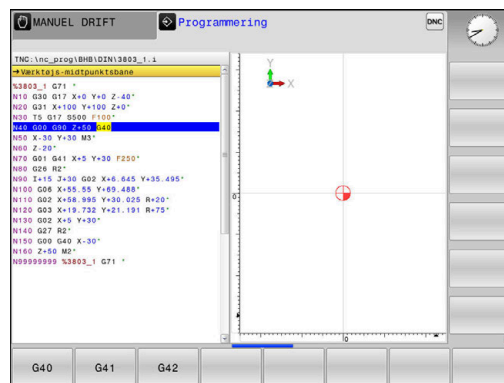 MANUEL DRIFT
Programmering
DNC
TNC:\nc_prog\BHB\DIN\3803_1.i
→Værktøjs-midtpunktsbane
%3803_1 G71 *
N10 G30 G17 X+0 Y+0 Z-40*
N20 G31 X+100 Y+100 Z+0*
N30 T5 G17 S500 F100*
N40 G00 G90 Z+50 G40
N50 X-30 Y+30 M3*
N60 Z-20*
N70 G01 G41 X+5 Y+30 F250*
N80 G26 R2*
N90 I+15 J+30 G02 X+6.645 Y+35.495*
N100 G06 X+55.55 Y+69.488*
N110 G02 X+58.995 Y+30.025 R+20*
N120 G03 X+19.732 Y+21.191 R+75*
N130 G02 X+5 Y+30*
N140 G27 R2*
N150 G00 G40 X-30*
N160 Z+50 M2*
N99999999 %3803_1 G71 *
Y
X
0
0
G40
G41
G42